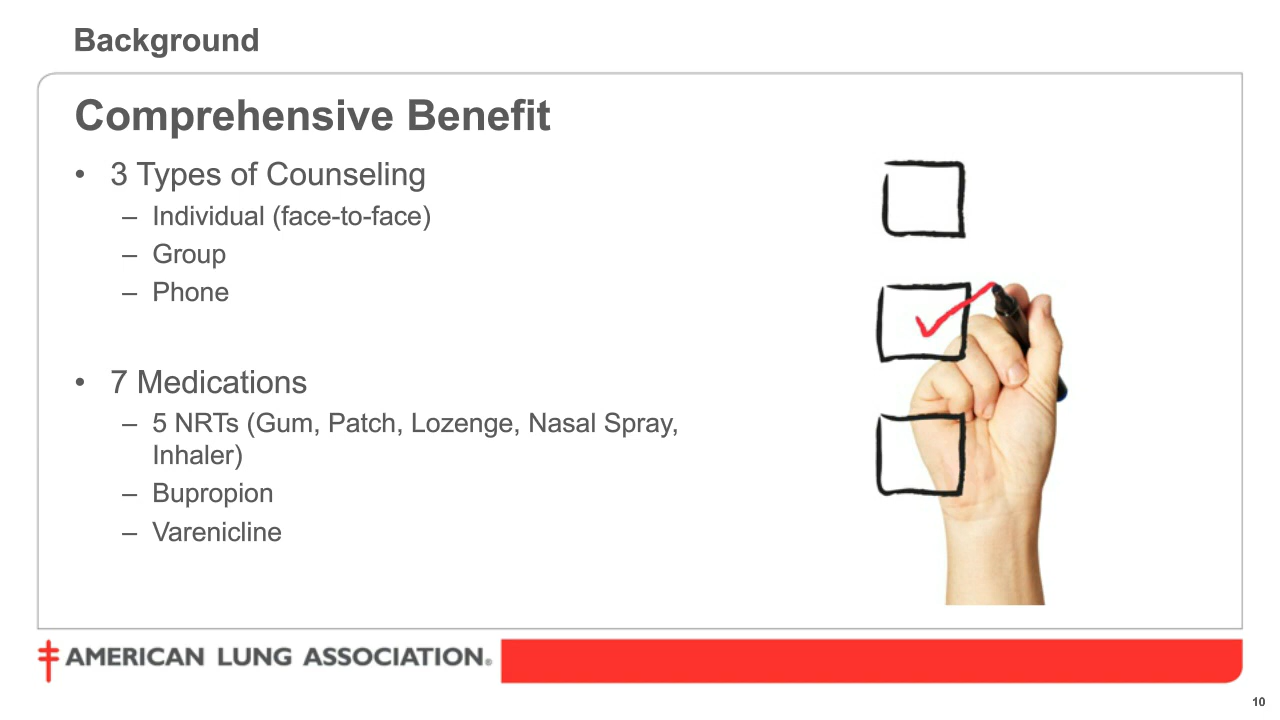 Background
Comprehensive Benefit
• 3 Types of Counseling
– Individual (face-to-face)
– Group
– Phone
• 7 Medications
– 5 NRTs (Gum, Patch, Lozenge, Nasal Spray,
Inhaler)
– Bupropion
– Varenicline
AMERICAN LUNG ASSOCIATION®
10